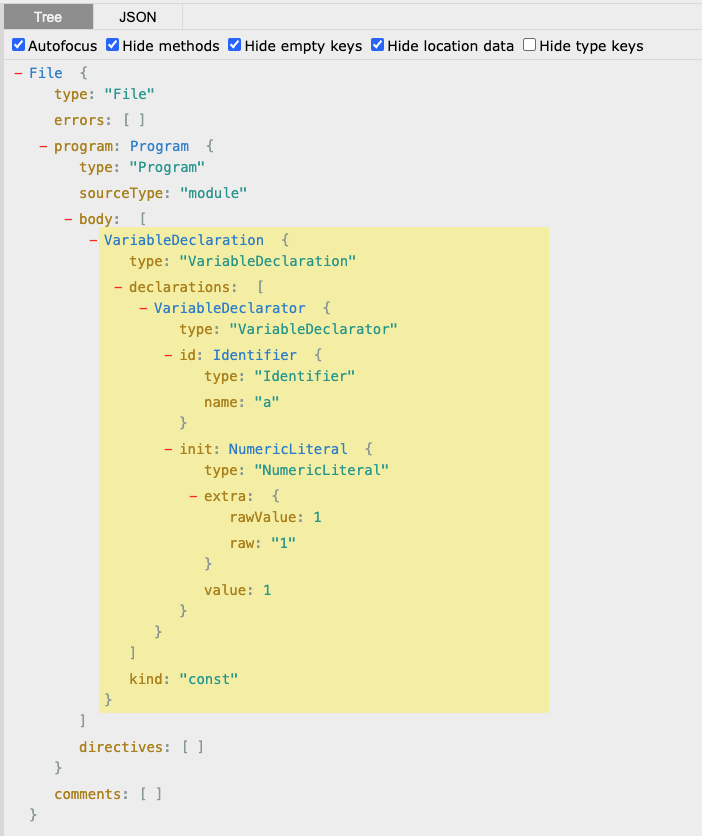 Tree JSON
Autofocus Hide methods Hide empty keys Hide location data Hide type keys
− File {
type: "File"
errors: [ ]
− program: Program {
type: "Program"
sourceType: "module"
− body: [
− VariableDeclaration {
type: "VariableDeclaration"
− declarations: [
− VariableDeclarator {
type: "VariableDeclarator"
− id: Identifier {
type: "Identifier"
name: "a"
}
− init: NumericLiteral {
type: "NumericLiteral"
− extra: {
rawValue: 1
raw: "1"
}
value: 1
}
}
]
kind: "const"
}
]
directives: [ ]
}
comments: [ ]
}